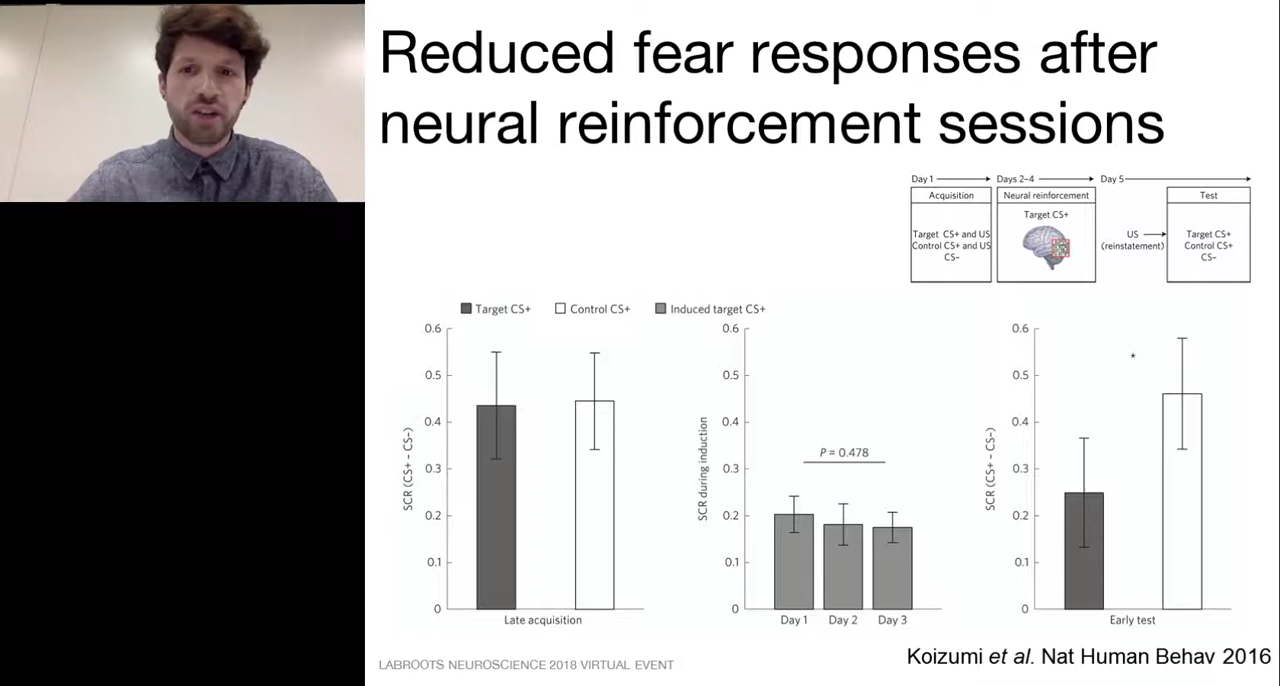 Reduced fear responses after
neural reinforcement sessions
Day 1
Days 2–4
Day 5
Acquisition
Target CS+ and US
Control CS+ and US
CS–
Neural reinforcement
Target CS+
US
(reinstatement)
Test
Target CS+
Control CS+
CS–
Target CS+
Control CS+
Induced target CS+
0.6
0.5
0.4
0.3
0.2
0.1
0
SCR (CS+ – CS–)
Late acquisition
0.6
0.5
0.4
0.3
0.2
0.1
0
SCR during induction
P = 0.478
Day 1
Day 2
Day 3
0.6
0.5
0.4
0.3
0.2
0.1
0
SCR (CS+ – CS–)
*
Early test
LABROOTS NEUROSCIENCE 2018 VIRTUAL EVENT
Koizumi et al. Nat Human Behav 2016